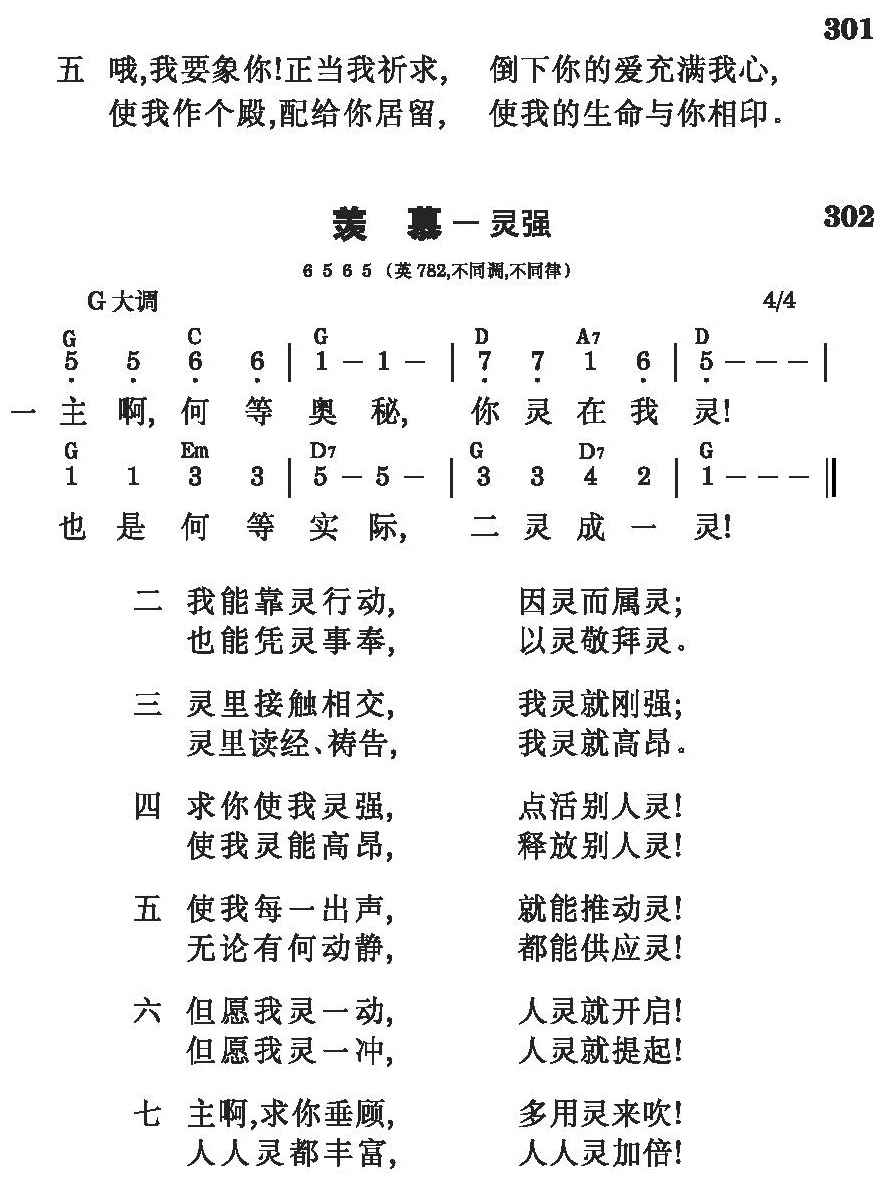 301
五 哦,我要象你!正当我祈求, 倒下你的爱充满我心,
使我作个殿,配给你居留, 使我的生命与你相印。
302
羡 慕 — 灵强
6 5 6 5 (英 782,不同调,不同律)
G 大调 4/4
G C G D A7 D
5̣ 5̣ 6̣ 6̣ | 1 – 1 – | 7̣ 7̣ 1 6̣ | 5̣ – – – |
一 主 啊, 何 等 奥 秘, 你 灵 在 我 灵!
G Em D7 G D7 G
1 1 3 3 | 5 – 5 – | 3 3 4 2 | 1 – – – ‖
也 是 何 等 实 际, 二 灵 成 一 灵!
二 我能靠灵行动, 因灵而属灵;
也能凭灵事奉, 以灵敬拜灵。
三 灵里接触相交, 我灵就刚强;
灵里读经、祷告, 我灵就高昂。
四 求你使我灵强, 点活别人灵!
使我灵能高昂, 释放别人灵!
五 使我每一出声, 就能推动灵!
无论有何动静, 都能供应灵!
六 但愿我灵一动, 人灵就开启!
但愿我灵一冲, 人灵就提起!
七 主啊,求你垂顾, 多用灵来吹!
人人灵都丰富, 人人灵加倍!